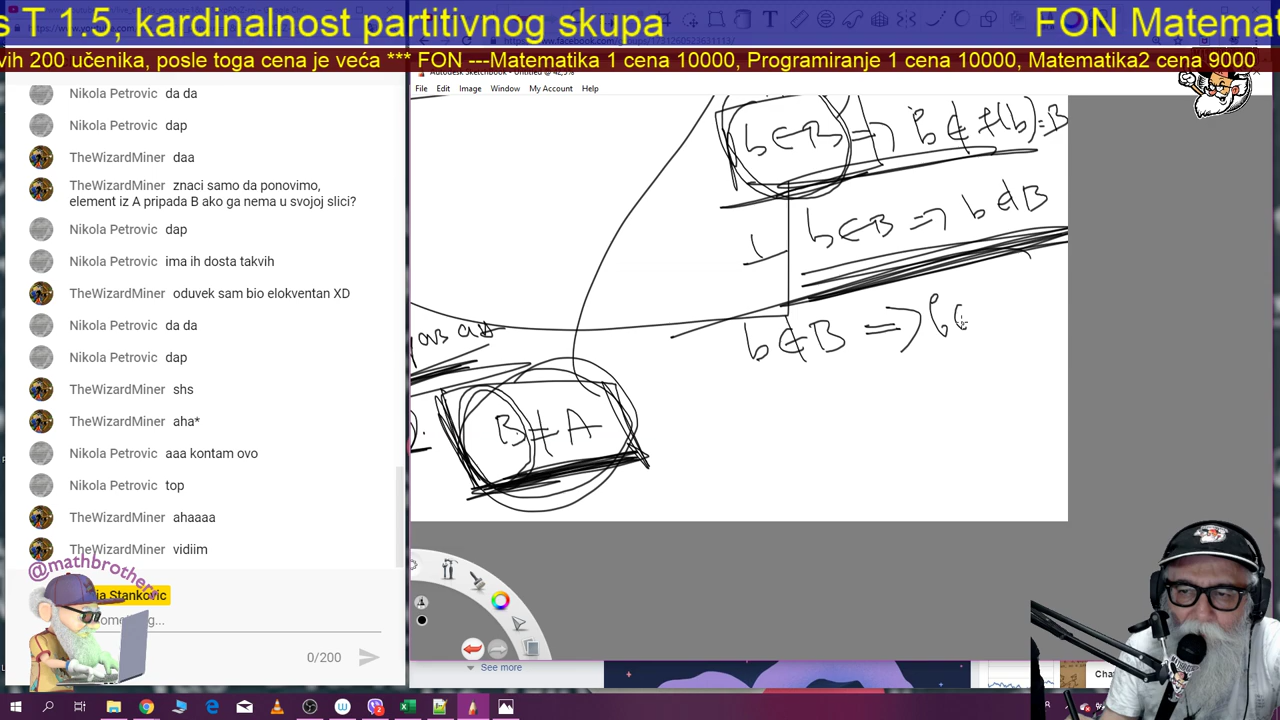 s T 1.5, kardinalnost partitivnog skupa
FON Matema
vih 200 učenika, posle toga cena je veća *** FON ---Matematika 1 cena 10000, Programiranje 1 cena 10000, Matematika2 cena 9000
File Edit Image Window My Account Help
Nikola Petrovic da da
Nikola Petrovic dap
TheWizardMiner daa
TheWizardMiner znaci samo da ponovimo,
element iz A pripada B ako ga nema u svojoj slici?
Nikola Petrovic dap
Nikola Petrovic ima ih dosta takvih
TheWizardMiner oduvek sam bio elokventan XD
Nikola Petrovic da da
Nikola Petrovic dap
TheWizardMiner shs
TheWizardMiner aha*
Nikola Petrovic aaa kontam ovo
Nikola Petrovic top
TheWizardMiner ahaaaa
TheWizardMiner vidiim
@mathbrothers
ja Stankovic
0/200
b∈B => b∉f(b)=B
1 b∈B => b∉B
b∉B => b
B≠A
See more
Chat